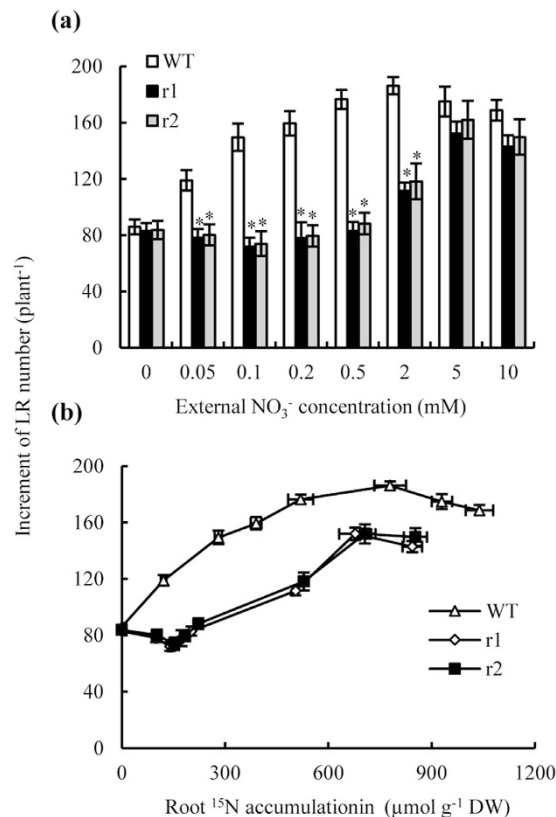 (a)
WT
r1
r2
200
160
120
80
40
0
* * * * * * * * * *
0 0.05 0.1 0.2 0.5 2 5 10
External NO₃⁻ concentration (mM)
Increment of LR number (plant⁻¹)
(b)
200
160
120
80
40
0
WT
r1
r2
0 300 600 900 1200
Root ¹⁵N accumulationin (µmol g⁻¹ DW)